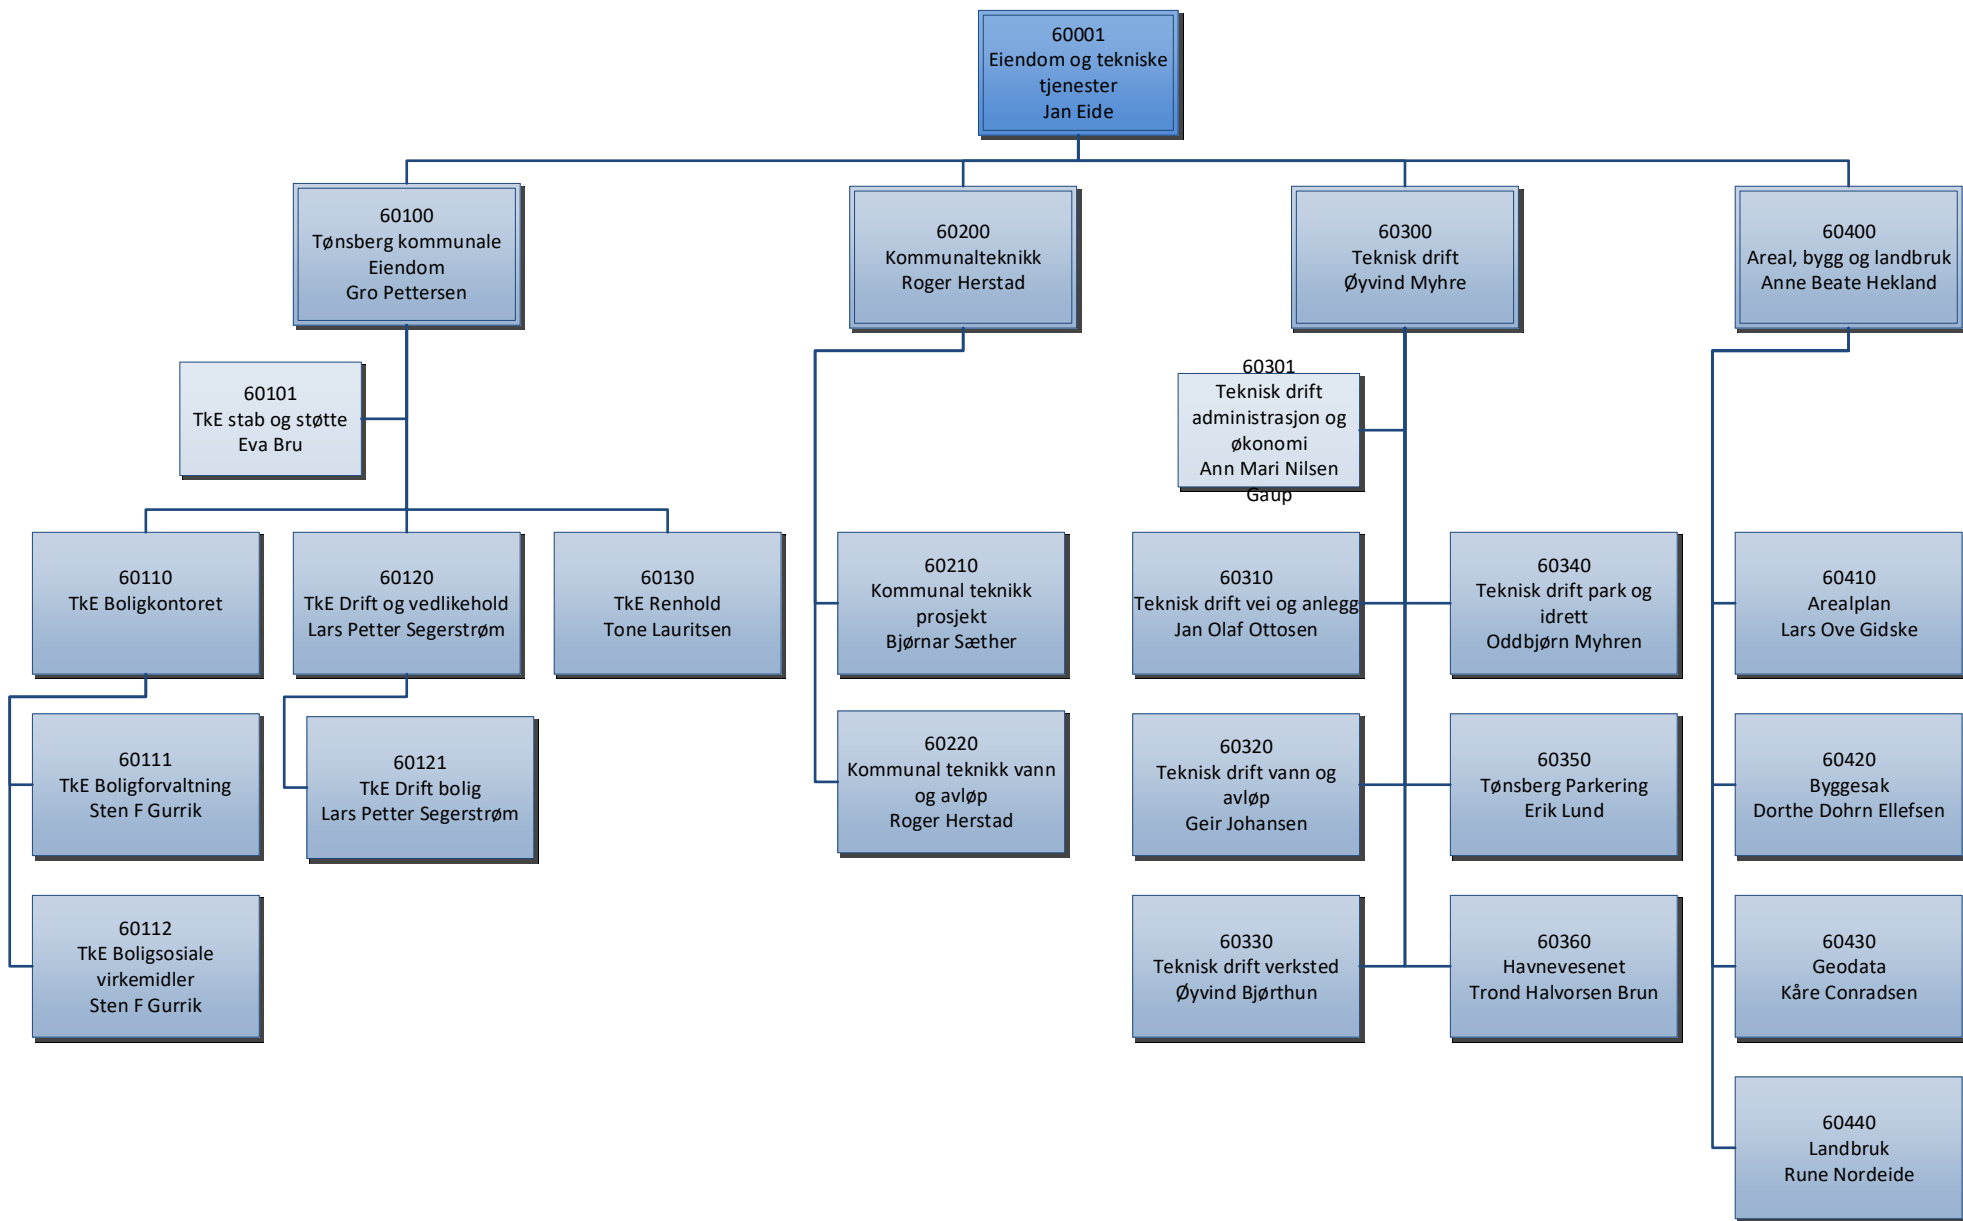 60001
Eiendom og tekniske
tjenester
Jan Eide
60100
Tønsberg kommunale
Eiendom
Gro Pettersen
60200
Kommunalteknikk
Roger Herstad
60300
Teknisk drift
Øyvind Myhre
60400
Areal, bygg og landbruk
Anne Beate Hekland
60101
TkE stab og støtte
Eva Bru
60301
Teknisk drift
administrasjon og
økonomi
Ann Mari Nilsen
Gaup
60110
TkE Boligkontoret
60120
TkE Drift og vedlikehold
Lars Petter Segerstrøm
60130
TkE Renhold
Tone Lauritsen
60210
Kommunal teknikk
prosjekt
Bjørnar Sæther
60310
Teknisk drift vei og anlegg
Jan Olaf Ottosen
60340
Teknisk drift park og
idrett
Oddbjørn Myhren
60410
Arealplan
Lars Ove Gidske
60111
TkE Boligforvaltning
Sten F Gurrik
60121
TkE Drift bolig
Lars Petter Segerstrøm
60220
Kommunal teknikk vann
og avløp
Roger Herstad
60320
Teknisk drift vann og
avløp
Geir Johansen
60350
Tønsberg Parkering
Erik Lund
60420
Byggesak
Dorthe Dohrn Ellefsen
60112
TkE Boligsosiale
virkemidler
Sten F Gurrik
60330
Teknisk drift verksted
Øyvind Bjørthun
60360
Havnevesenet
Trond Halvorsen Brun
60430
Geodata
Kåre Conradsen
60440
Landbruk
Rune Nordeide